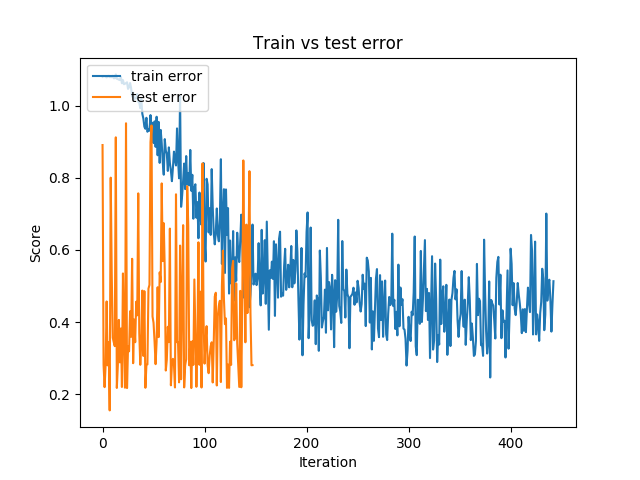 Train vs test error
train error
test error
Score
1.0
0.8
0.6
0.4
0.2
0 100 200 300 400
Iteration